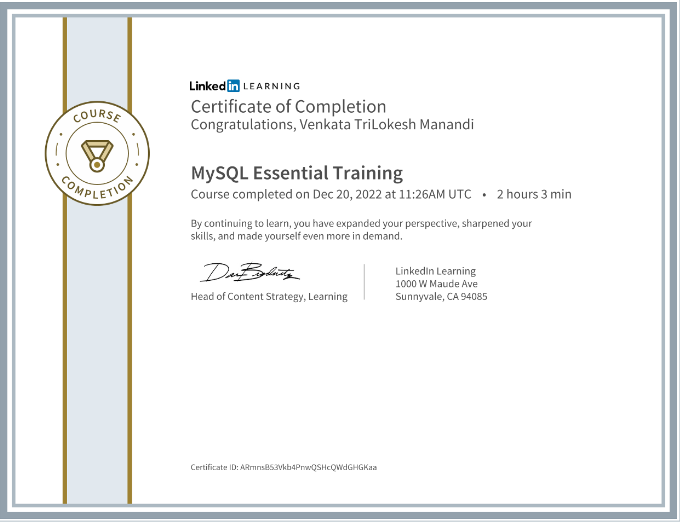 COURSE
COMPLETION
Linked in LEARNING
Certificate of Completion
Congratulations, Venkata TriLokesh Manandi
MySQL Essential Training
Course completed on Dec 20, 2022 at 11:26AM UTC • 2 hours 3 min
By continuing to learn, you have expanded your perspective, sharpened your
skills, and made yourself even more in demand.
Head of Content Strategy, Learning
LinkedIn Learning
1000 W Maude Ave
Sunnyvale, CA 94085
Certificate ID: ARmnsB53Vkb4PnwQSHcQWdGHGKaa